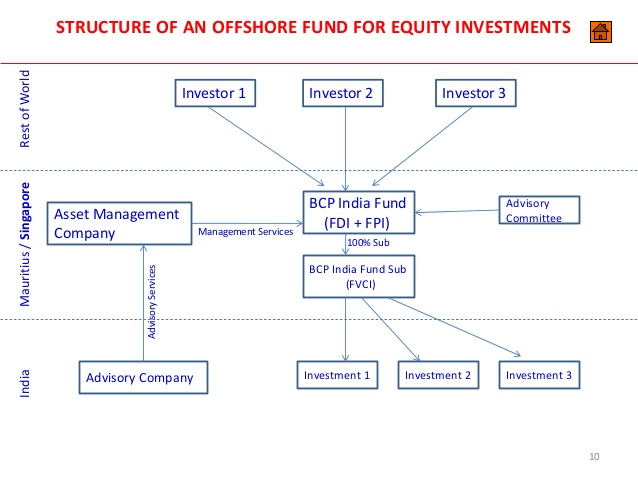 STRUCTURE OF AN OFFSHORE FUND FOR EQUITY INVESTMENTS
Rest of World
Investor 1
Investor 2
Investor 3
Mauritius / Singapore
Asset Management
Company
Management Services
BCP India Fund
(FDI + FPI)
Advisory
Committee
100% Sub
BCP India Fund Sub
(FVCI)
Advisory Services
India
Advisory Company
Investment 1
Investment 2
Investment 3
10